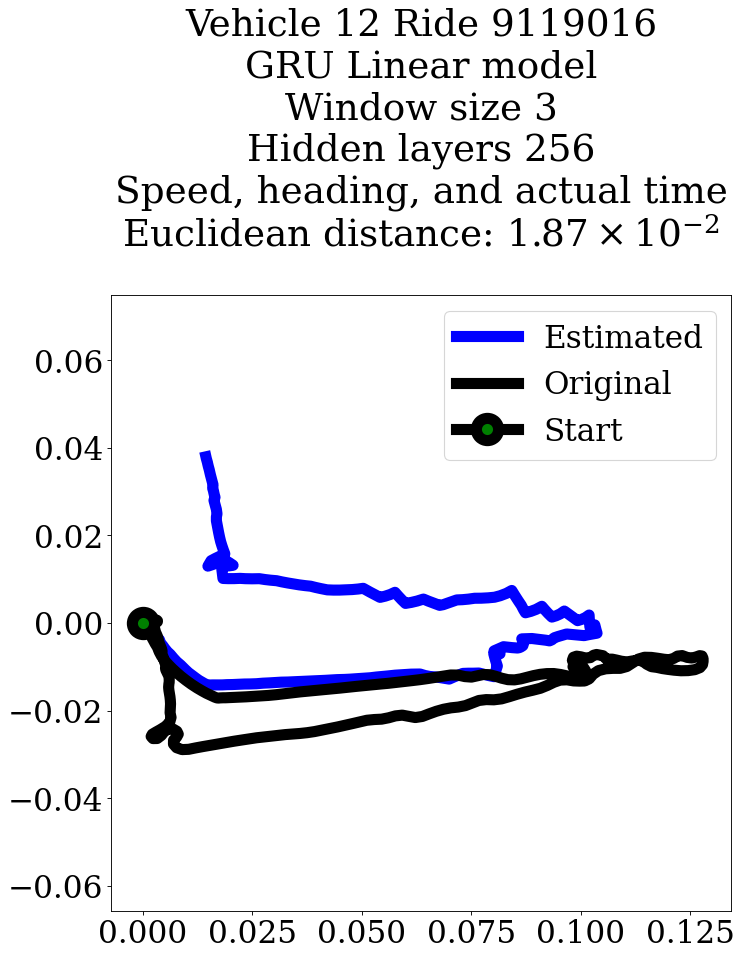 Vehicle 12 Ride 9119016
GRU Linear model
Window size 3
Hidden layers 256
Speed, heading, and actual time
Euclidean distance: 1.87 × 10⁻²
Estimated
Original
Start
0.06
0.04
0.02
0.00
−0.02
−0.04
−0.06
0.000 0.025 0.050 0.075 0.100 0.125